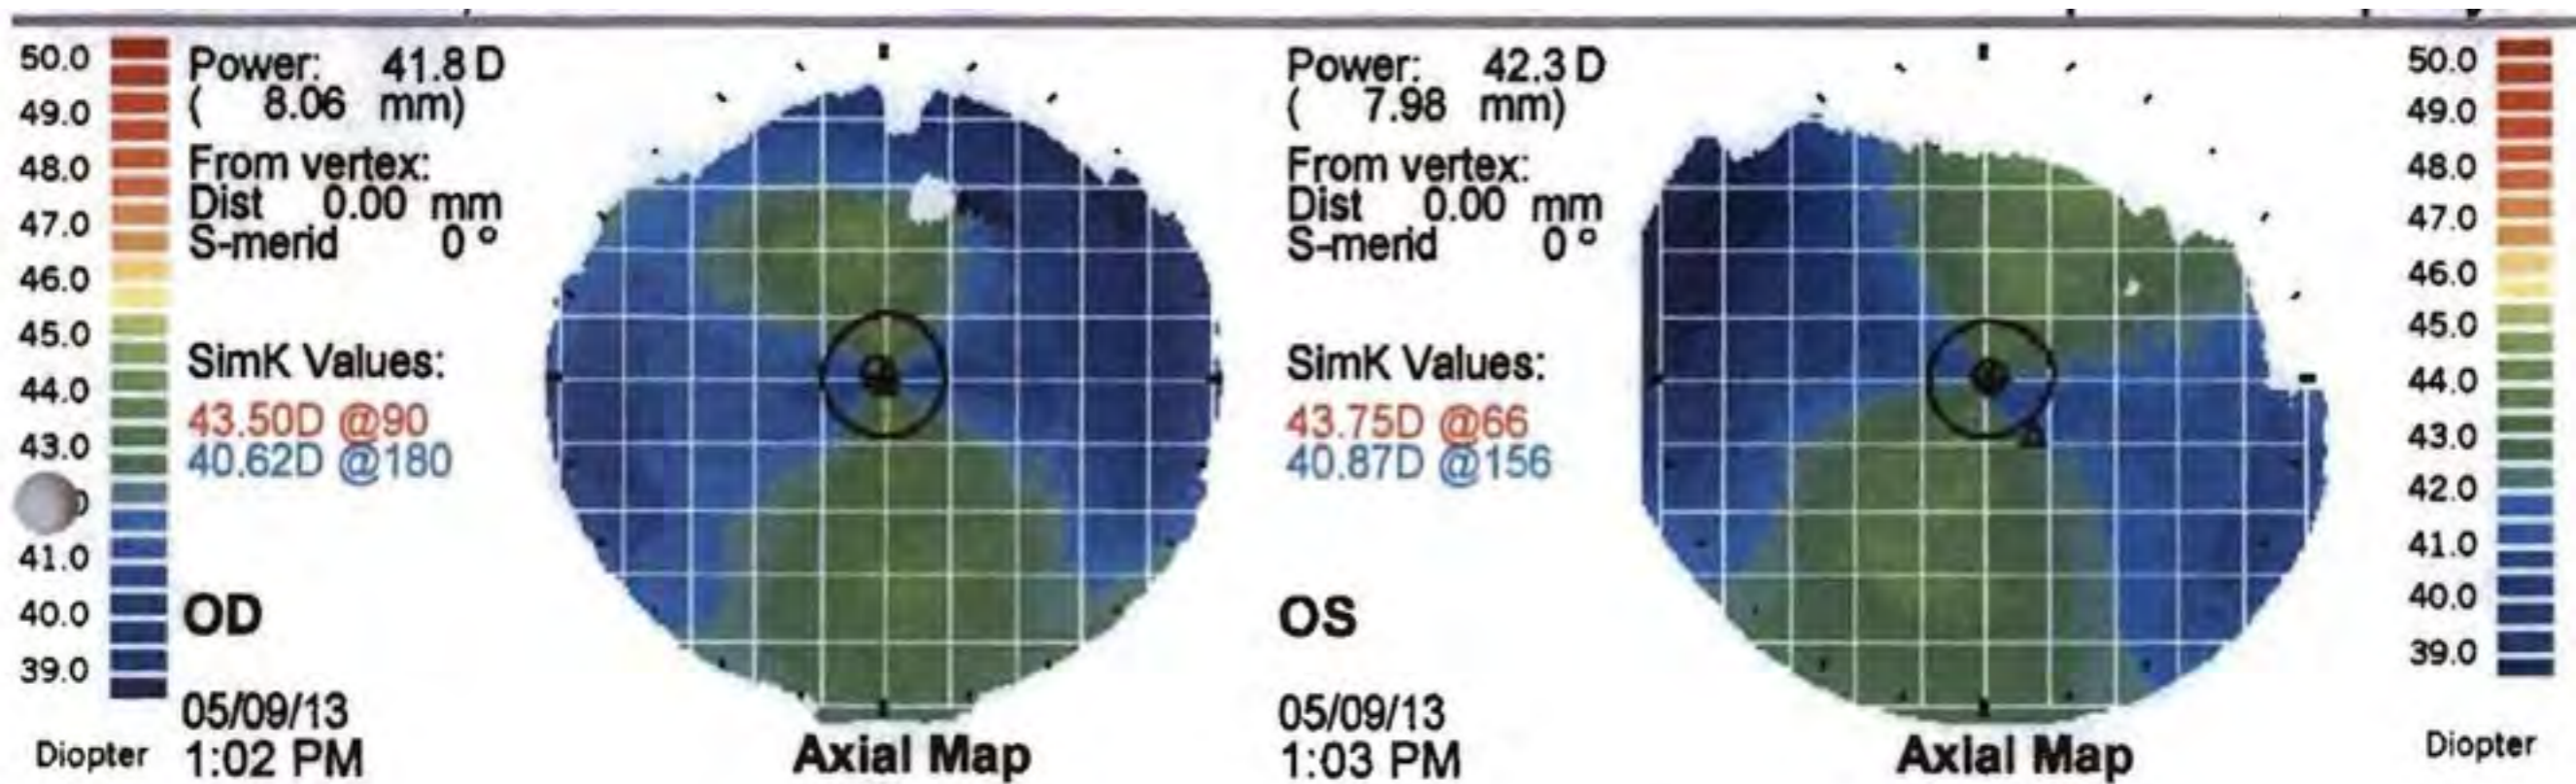 50.0
49.0
48.0
47.0
46.0
45.0
44.0
43.0
41.0
40.0
39.0
Diopter
Power: 41.8 D
( 8.06 mm)
From vertex:
Dist 0.00 mm
S-merid 0 °
SimK Values:
43.50D @90
40.62D @180
OD
05/09/13
1:02 PM
Axial Map
Power: 42.3 D
( 7.98 mm)
From vertex:
Dist 0.00 mm
S-merid 0 °
SimK Values:
43.75D @66
40.87D @156
OS
05/09/13
1:03 PM
Axial Map
50.0
49.0
48.0
47.0
46.0
45.0
44.0
43.0
42.0
41.0
40.0
39.0
Diopter